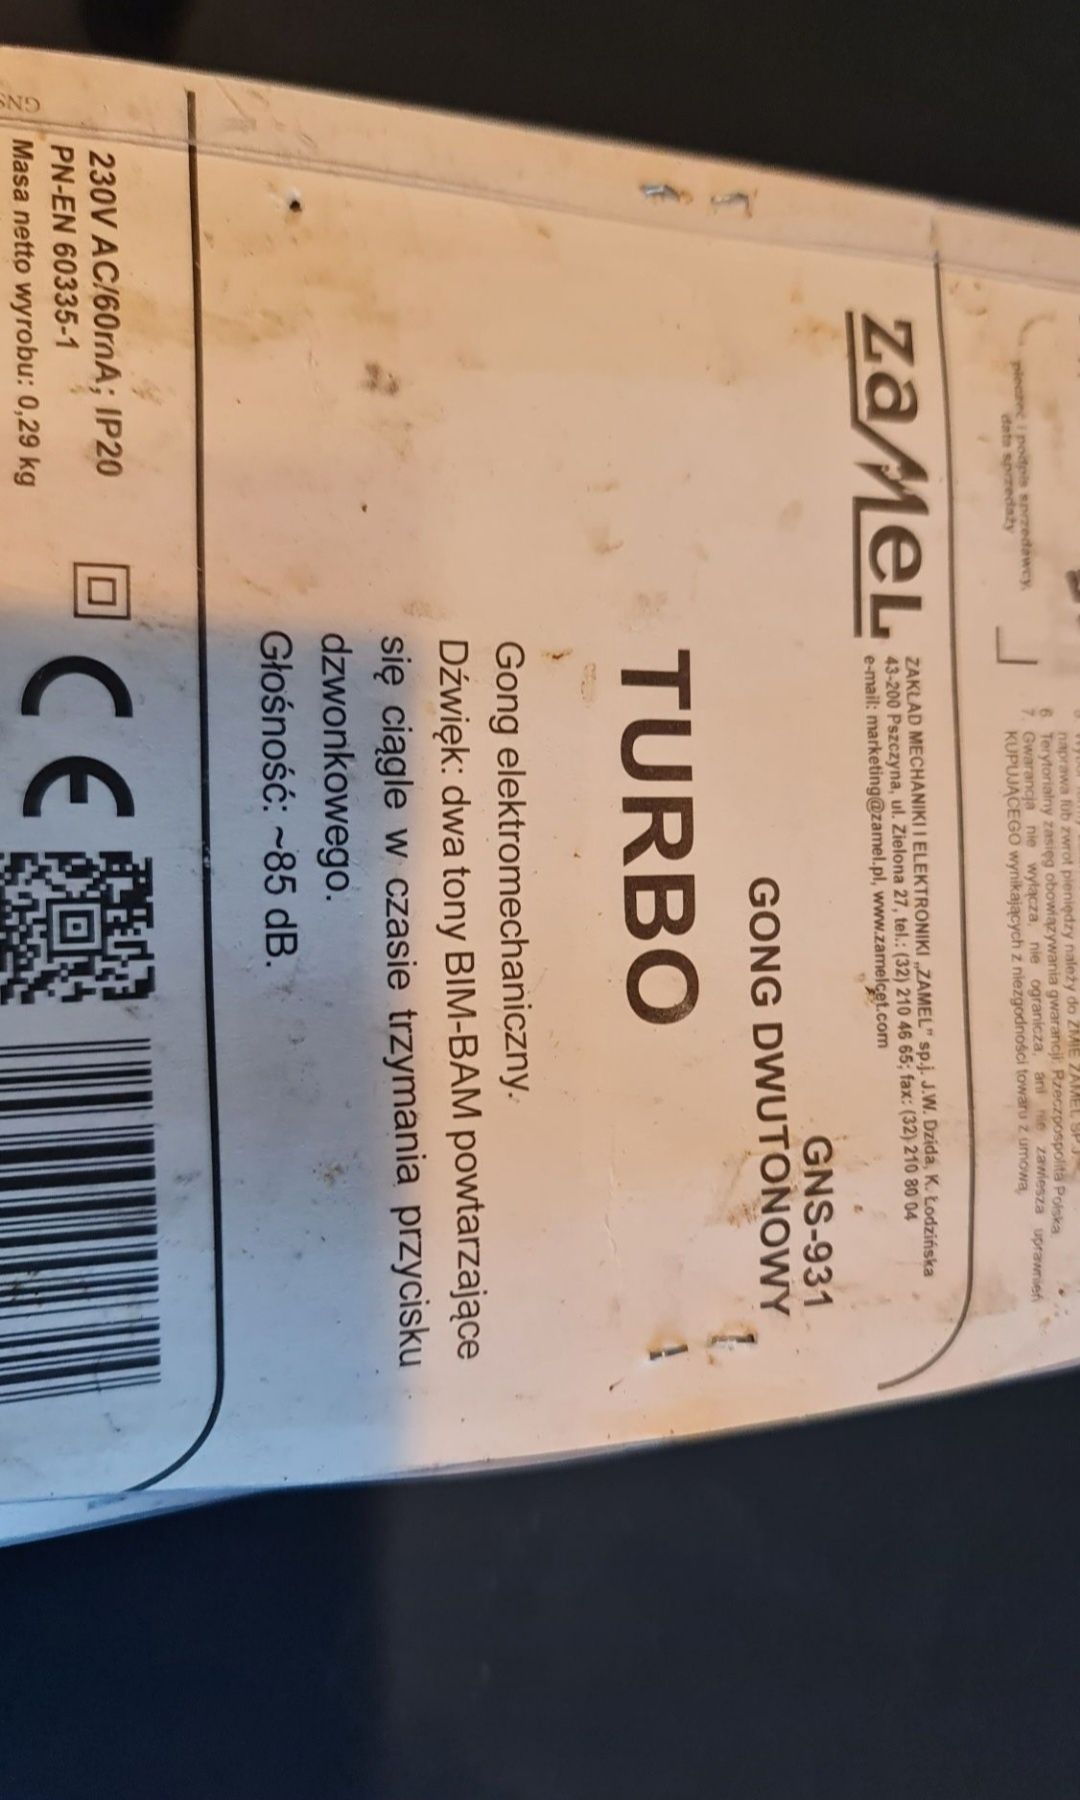 pieczęć i podpis sprzedawcy,
data sprzedaży
naprawa lub zwrot pieniędzy należy do ZMIE ZAMEL SP.J.
6. Terytorialny zasięg obowiązywania gwarancji: Rzeczpospolita Polska
7. Gwarancja nie wyłącza, nie ogranicza, ani nie zawiesza uprawnień
KUPUJĄCEGO wynikających z niezgodności towaru z umową.
ZAMEL
ZAKŁAD MECHANIKI I ELEKTRONIKI „ZAMEL" sp.j. J.W. Dzida, K. Łodzińska
43-200 Pszczyna, ul. Zielona 27, tel.: (32) 210 46 65; fax: (32) 210 80 04
e-mail: marketing@zamel.pl, www.zamelcet.com
GNS-931
GONG DWUTONOWY
TURBO
Gong elektromechaniczny.
Dźwięk: dwa tony BIM-BAM powtarzające
się ciągle w czasie trzymania przycisku
dzwonkowego.
Głośność: ~85 dB.
230V AC/60mA; IP20
PN-EN 60335-1
Masa netto wyrobu: 0,29 kg
CE